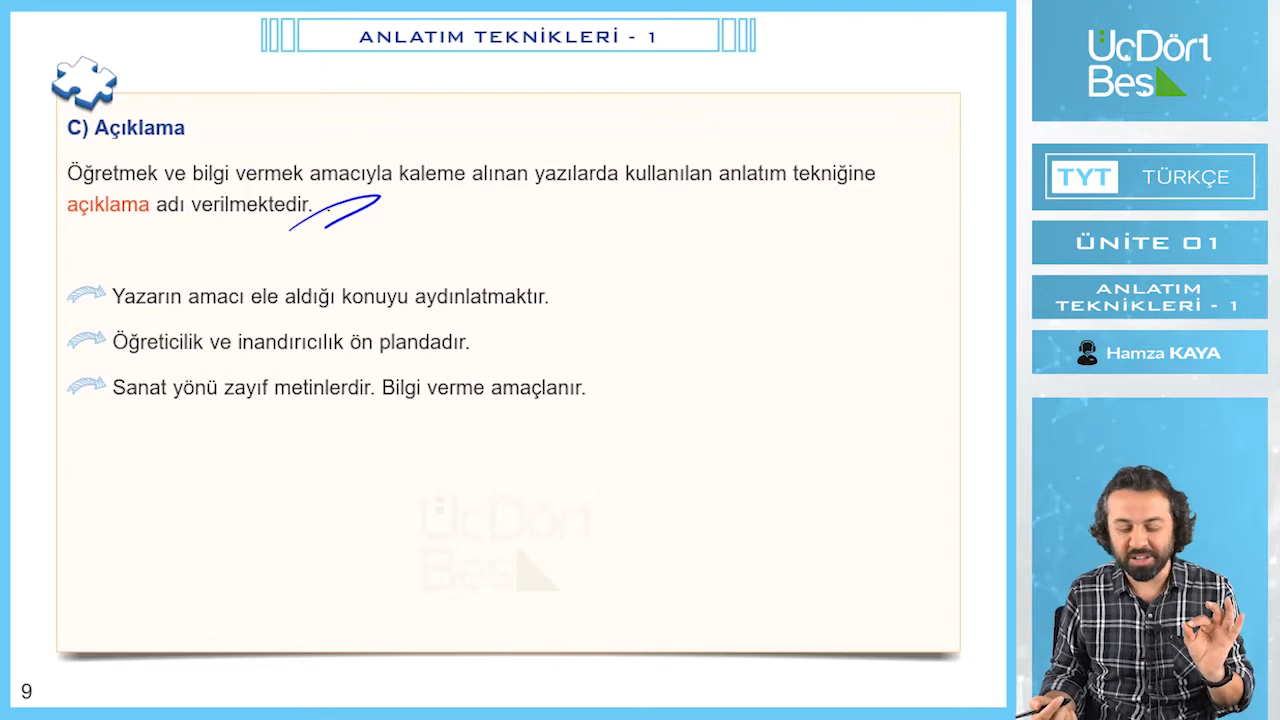 ANLATIM TEKNİKLERİ - 1
C) Açıklama
Öğretmek ve bilgi vermek amacıyla kaleme alınan yazılarda kullanılan anlatım tekniğine
açıklama adı verilmektedir.
Yazarın amacı ele aldığı konuyu aydınlatmaktır.
Öğreticilik ve inandırıcılık ön plandadır.
Sanat yönü zayıf metinlerdir. Bilgi verme amaçlanır.
ÜçDört
Beş
9
ÜçDört
Beş
TYT TÜRKÇE
ÜNİTE 01
ANLATIM
TEKNİKLERİ - 1
Hamza KAYA